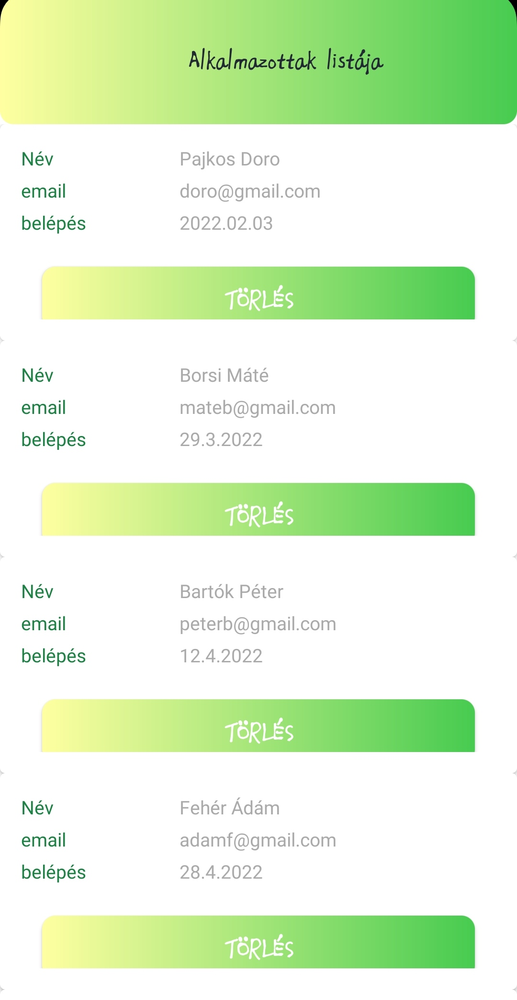 Alkalmazottak listája
Név Pajkos Doro
email doro@gmail.com
belépés 2022.02.03
TÖRLÉS
Név Borsi Máté
email mateb@gmail.com
belépés 29.3.2022
TÖRLÉS
Név Bartók Péter
email peterb@gmail.com
belépés 12.4.2022
TÖRLÉS
Név Fehér Ádám
email adamf@gmail.com
belépés 28.4.2022
TÖRLÉS